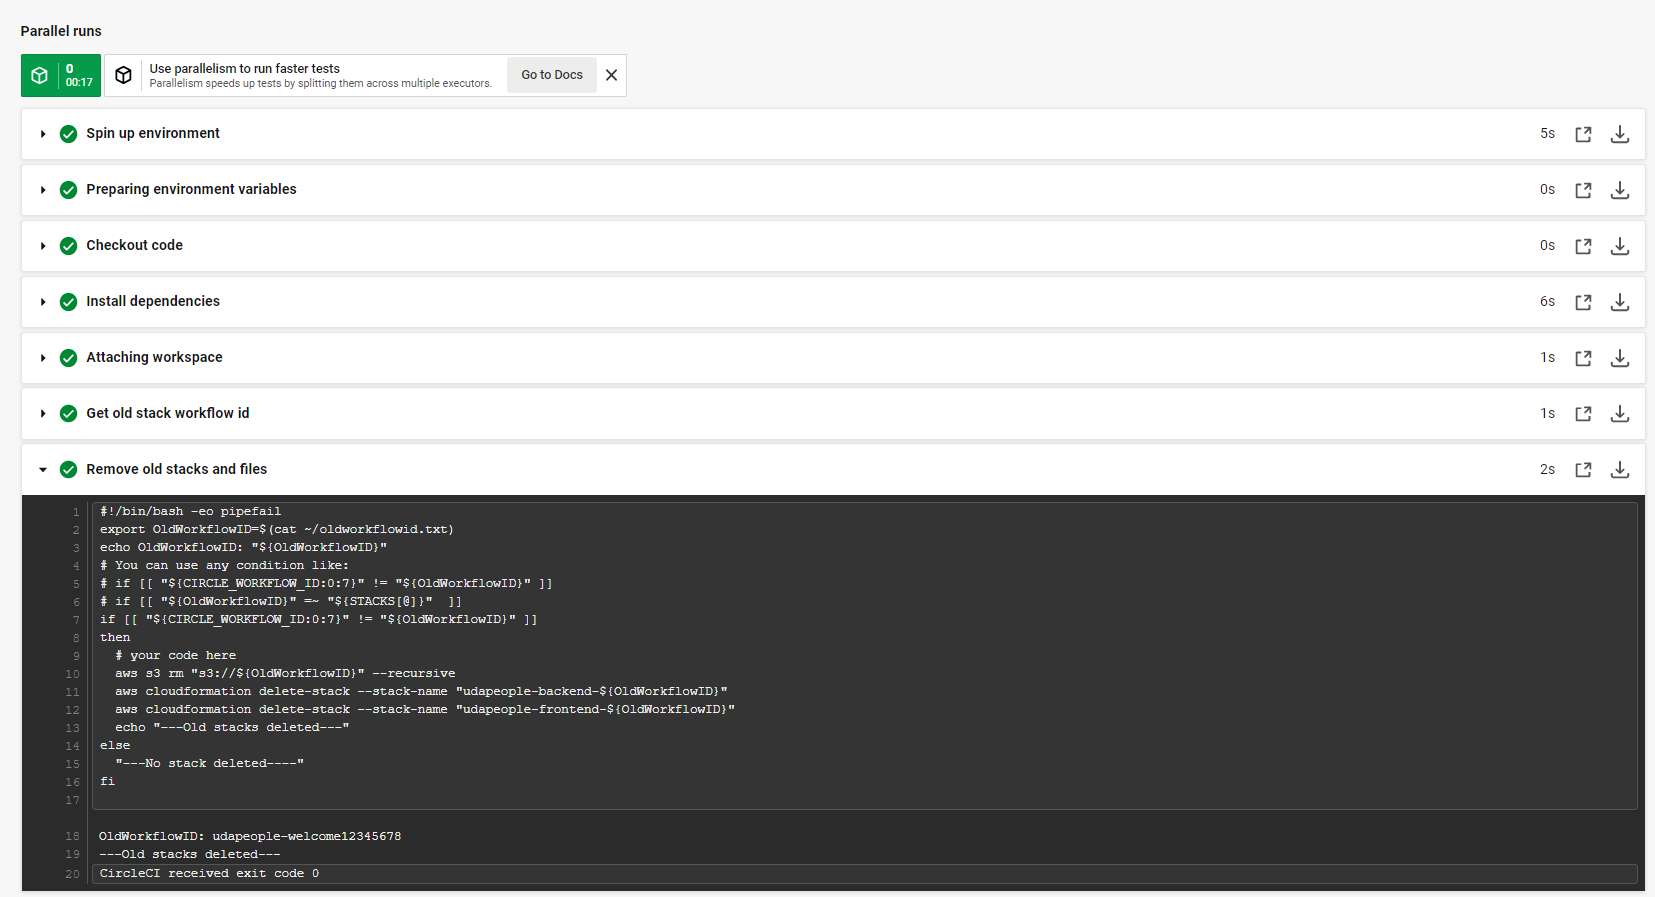 Parallel runs
0
00:17
Use parallelism to run faster tests
Parallelism speeds up tests by splitting them across multiple executors.
Go to Docs
Spin up environment 5s
Preparing environment variables 0s
Checkout code 0s
Install dependencies 6s
Attaching workspace 1s
Get old stack workflow id 1s
Remove old stacks and files 2s
1 #!/bin/bash -eo pipefail
2 export OldWorkflowID=$(cat ~/oldworkflowid.txt)
3 echo OldWorkflowID: "${OldWorkflowID}"
4 # You can use any condition like:
5 # if [[ "${CIRCLE_WORKFLOW_ID:0:7}" != "${OldWorkflowID}" ]]
6 # if [[ "${OldWorkflowID}" =~ "${STACKS[@]}"  ]]
7 if [[ "${CIRCLE_WORKFLOW_ID:0:7}" != "${OldWorkflowID}" ]]
8 then
9   # your code here
10   aws s3 rm "s3://${OldWorkflowID}" --recursive
11   aws cloudformation delete-stack --stack-name "udapeople-backend-${OldWorkflowID}"
12   aws cloudformation delete-stack --stack-name "udapeople-frontend-${OldWorkflowID}"
13   echo "---Old stacks deleted---"
14 else
15   "---No stack deleted----"
16 fi
17
18 OldWorkflowID: udapeople-welcome12345678
19 ---Old stacks deleted---
20 CircleCI received exit code 0